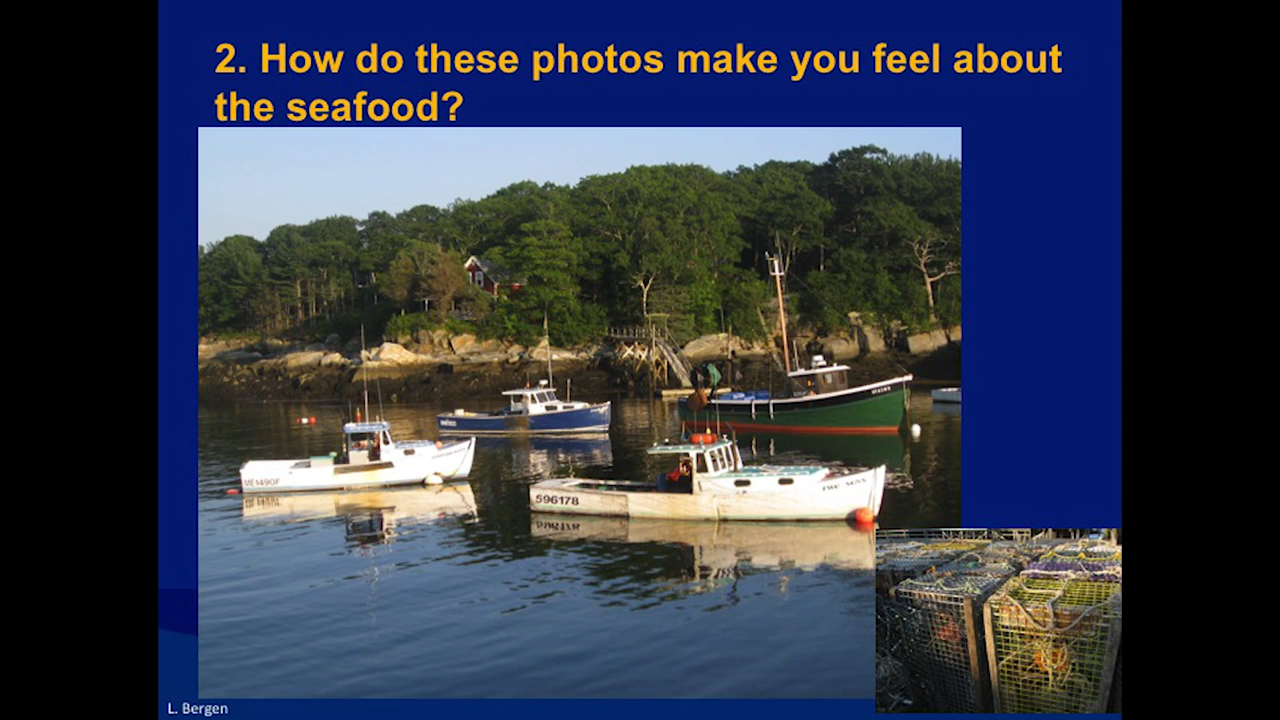 2. How do these photos make you feel about
the seafood?
ME1490F
596178
L. Bergen